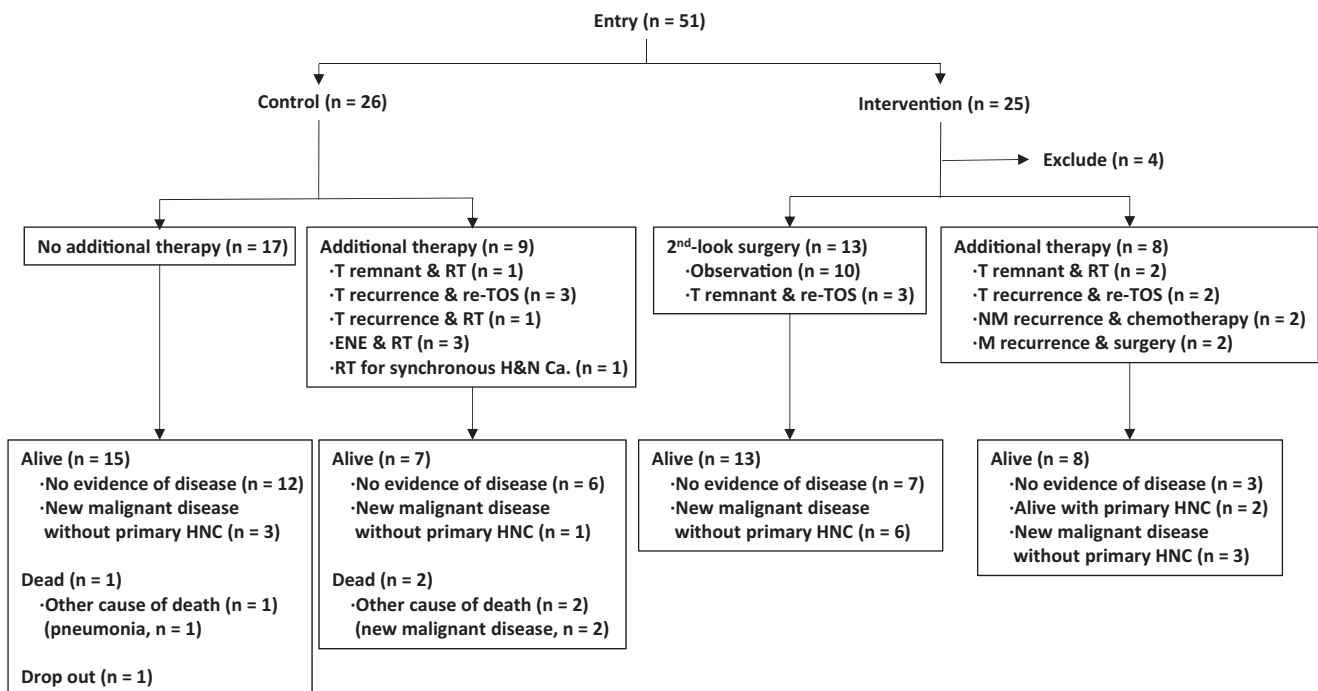 Entry (n = 51)
Control (n = 26)
Intervention (n = 25)
Exclude (n = 4)
No additional therapy (n = 17)
Additional therapy (n = 9)
·T remnant & RT (n = 1)
·T recurrence & re-TOS (n = 3)
·T recurrence & RT (n = 1)
·ENE & RT (n = 3)
·RT for synchronous H&N Ca. (n = 1)
2nd-look surgery (n = 13)
·Observation (n = 10)
·T remnant & re-TOS (n = 3)
Additional therapy (n = 8)
·T remnant & RT (n = 2)
·T recurrence & re-TOS (n = 2)
·NM recurrence & chemotherapy (n = 2)
·M recurrence & surgery (n = 2)
Alive (n = 15)
·No evidence of disease (n = 12)
·New malignant disease
without primary HNC (n = 3)
Dead (n = 1)
·Other cause of death (n = 1)
(pneumonia, n = 1)
Drop out (n = 1)
Alive (n = 7)
·No evidence of disease (n = 6)
·New malignant disease
without primary HNC (n = 1)
Dead (n = 2)
·Other cause of death (n = 2)
(new malignant disease, n = 2)
Alive (n = 13)
·No evidence of disease (n = 7)
·New malignant disease
without primary HNC (n = 6)
Alive (n = 8)
·No evidence of disease (n = 3)
·Alive with primary HNC (n = 2)
·New malignant disease
without primary HNC (n = 3)